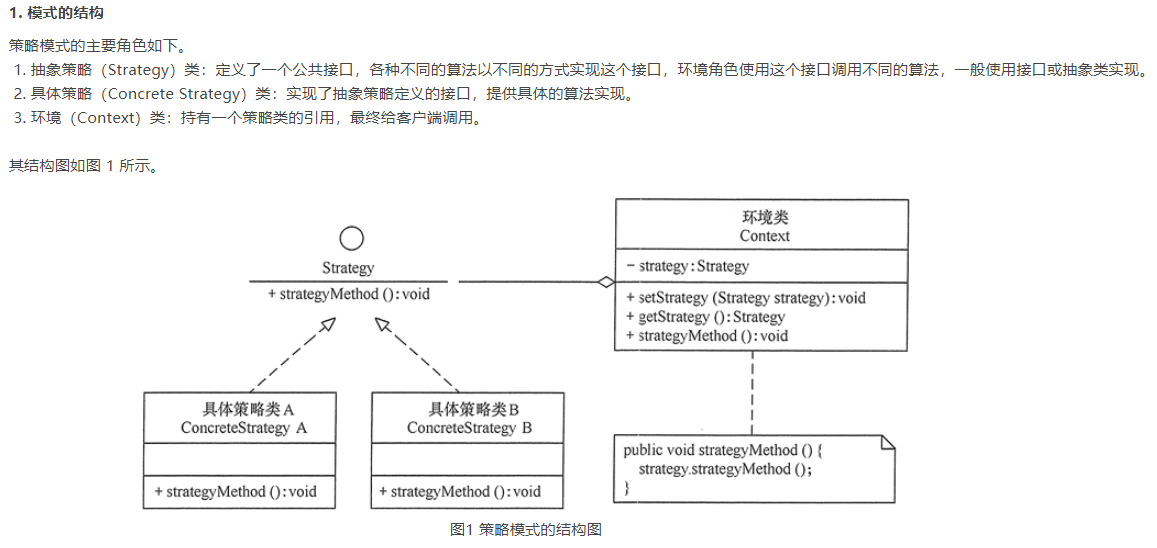 1. 模式的结构
策略模式的主要角色如下。
1. 抽象策略（Strategy）类：定义了一个公共接口，各种不同的算法以不同的方式实现这个接口，环境角色使用这个接口调用不同的算法，一般使用接口或抽象类实现。
2. 具体策略（Concrete Strategy）类：实现了抽象策略定义的接口，提供具体的算法实现。
3. 环境（Context）类：持有一个策略类的引用，最终给客户端调用。
其结构图如图 1 所示。
Strategy
+ strategyMethod ():void
环境类
Context
- strategy:Strategy
+ setStrategy (Strategy strategy):void
+ getStrategy ():Strategy
+ strategyMethod ():void
具体策略类A
ConcreteStrategy A
+ strategyMethod ():void
具体策略类B
ConcreteStrategy B
+ strategyMethod ():void
public void strategyMethod () {
strategy.strategyMethod ();
}
图1 策略模式的结构图